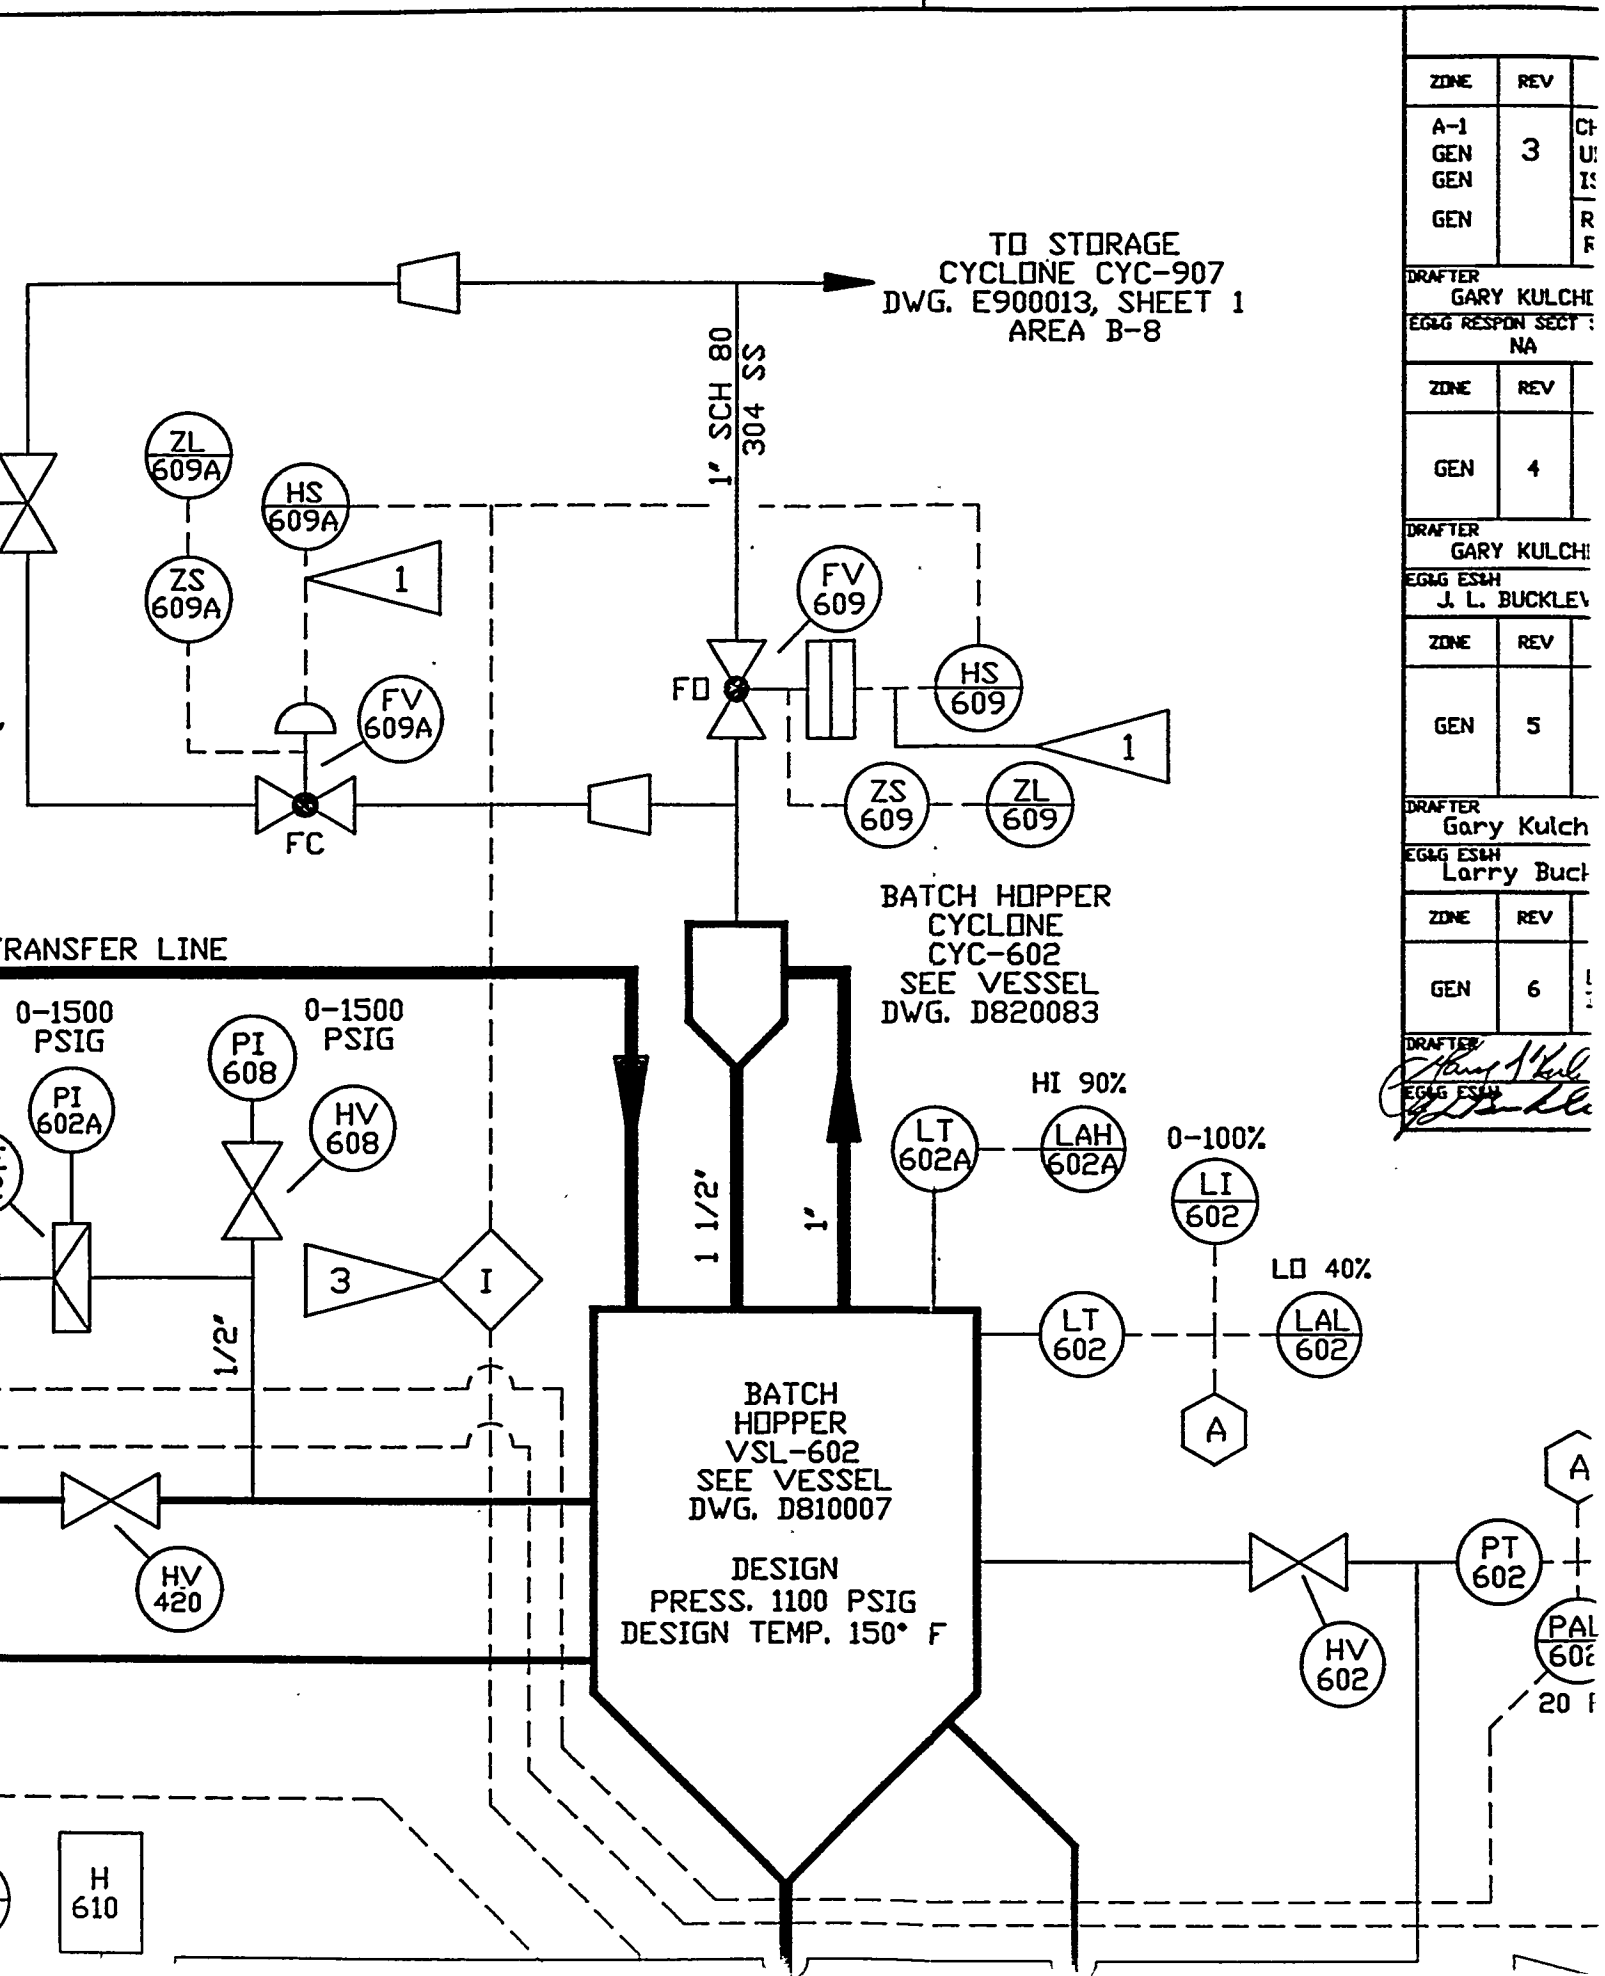 TO STORAGE
CYCLONE CYC-907
DWG. E900013, SHEET 1
AREA B-8
1" SCH 80
304 SS
ZL
609A
HS
609A
ZS
609A
1
FV
609A
FC
FV
609
FO
HS
609
1
ZS
609
ZL
609
BATCH HOPPER
CYCLONE
CYC-602
SEE VESSEL
DWG. D820083
TRANSFER LINE
0-1500
PSIG
PI
602A
PI
608
0-1500
PSIG
HV
608
1/2"
3
I
1 1/2"
1"
HI 90%
LT
602A
LAH
602A
0-100%
LI
602
LO 40%
LT
602
LAL
602
A
BATCH
HOPPER
VSL-602
SEE VESSEL
DWG. D810007
DESIGN
PRESS. 1100 PSIG
DESIGN TEMP. 150° F
HV
420
A
PT
602
HV
602
PAL
602
20
H
610
ZONE REV
A-1
GEN
GEN
GEN
3
DRAFTER
GARY KULCH
EG&G RESPON SECT
NA
ZONE REV
GEN 4
DRAFTER
GARY KULCH
EG&G ES&H
J. L. BUCKLEY
ZONE REV
GEN 5
DRAFTER
Gary Kulch
EG&G ES&H
Larry Buck
ZONE REV
GEN 6
DRAFTER
EG&G ES&H